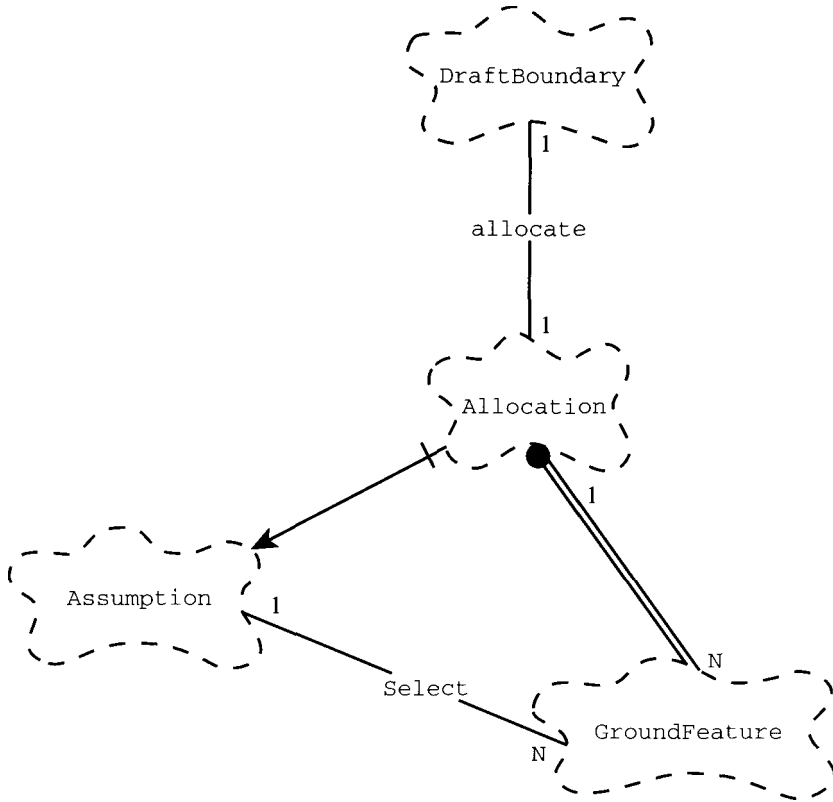 DraftBoundary
1
allocate
1
Allocation
1
Assumption
1
N
Select
GroundFeature
N